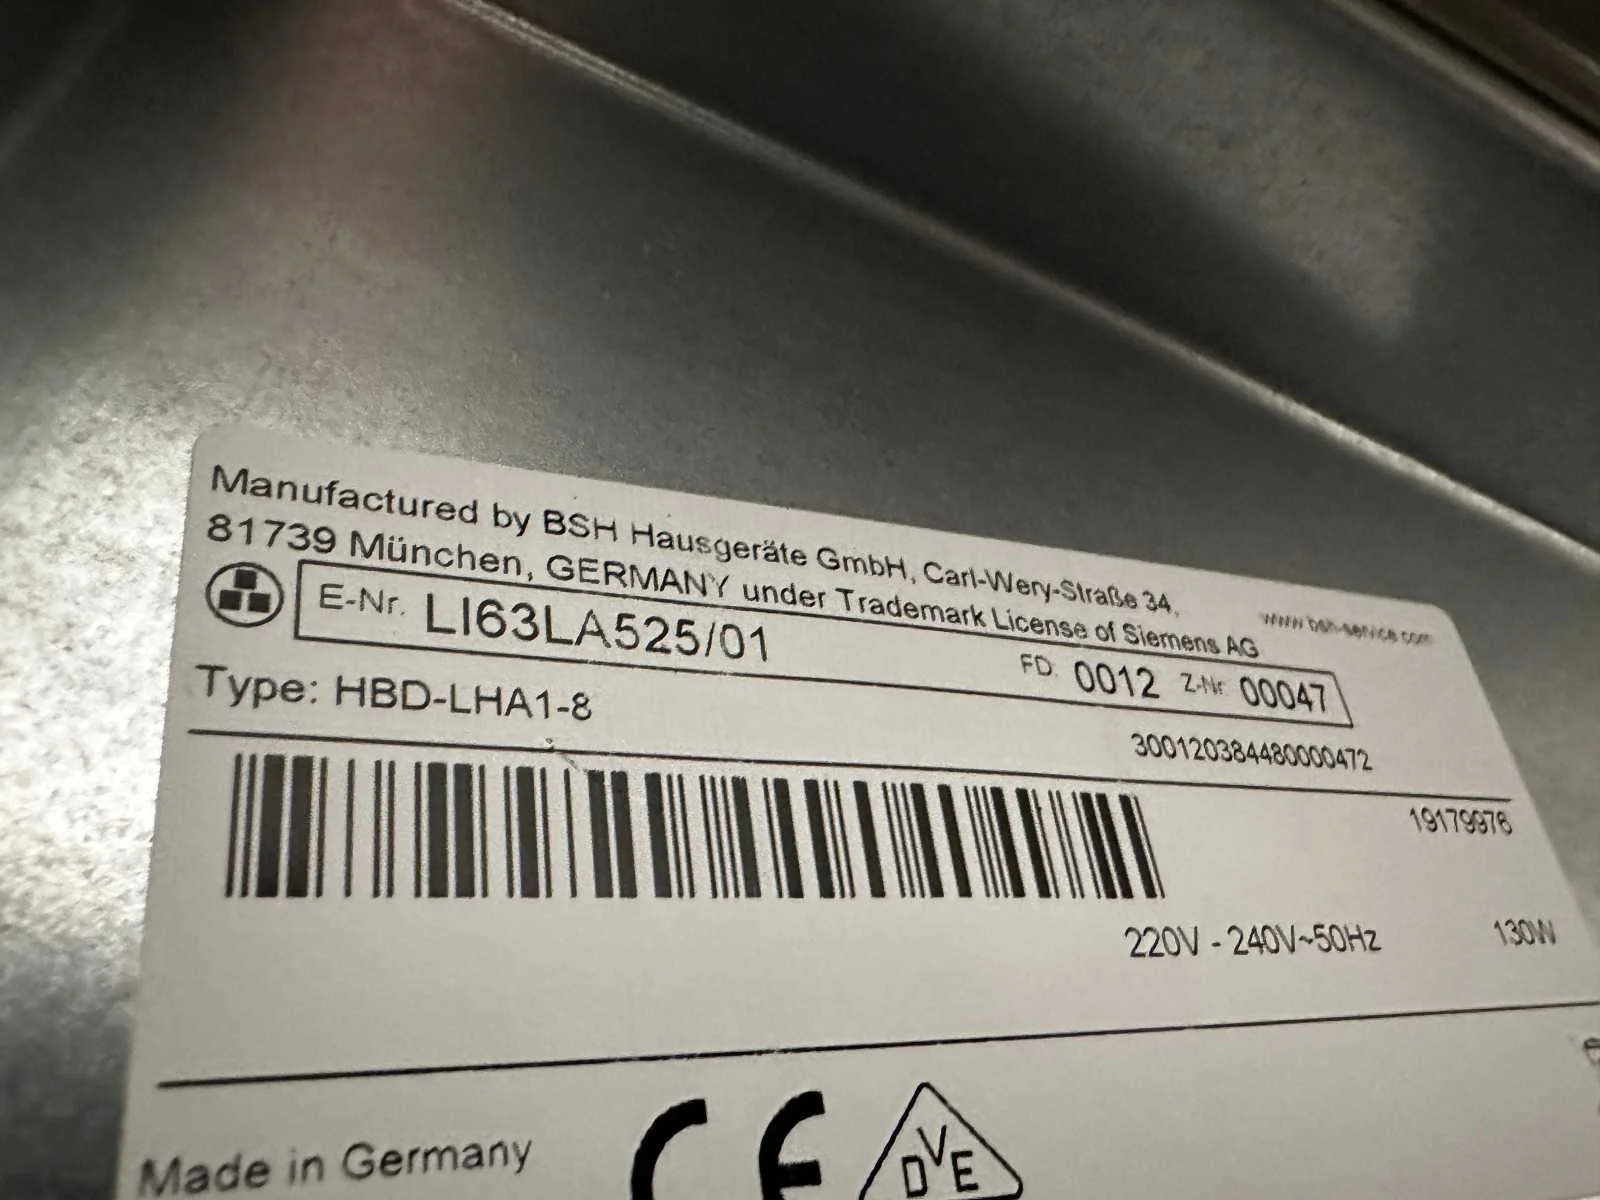 Manufactured by BSH Hausgeräte GmbH, Carl-Wery-Straße 34,
81739 München, GERMANY under Trademark License of Siemens AG
www.bsh-service.com
E-Nr. LI63LA525/01 FD. 0012 Z-Nr. 00047
Type: HBD-LHA1-8
300120384480000472
19179976
220V - 240V~50Hz 130W
Made in Germany
CE
DVE